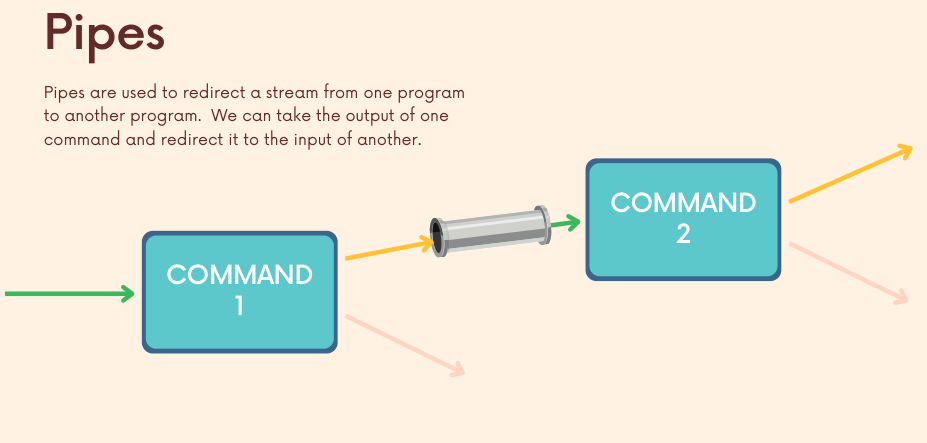 Pipes
Pipes are used to redirect a stream from one program
to another program.  We can take the output of one
command and redirect it to the input of another.
COMMAND
1
COMMAND
2